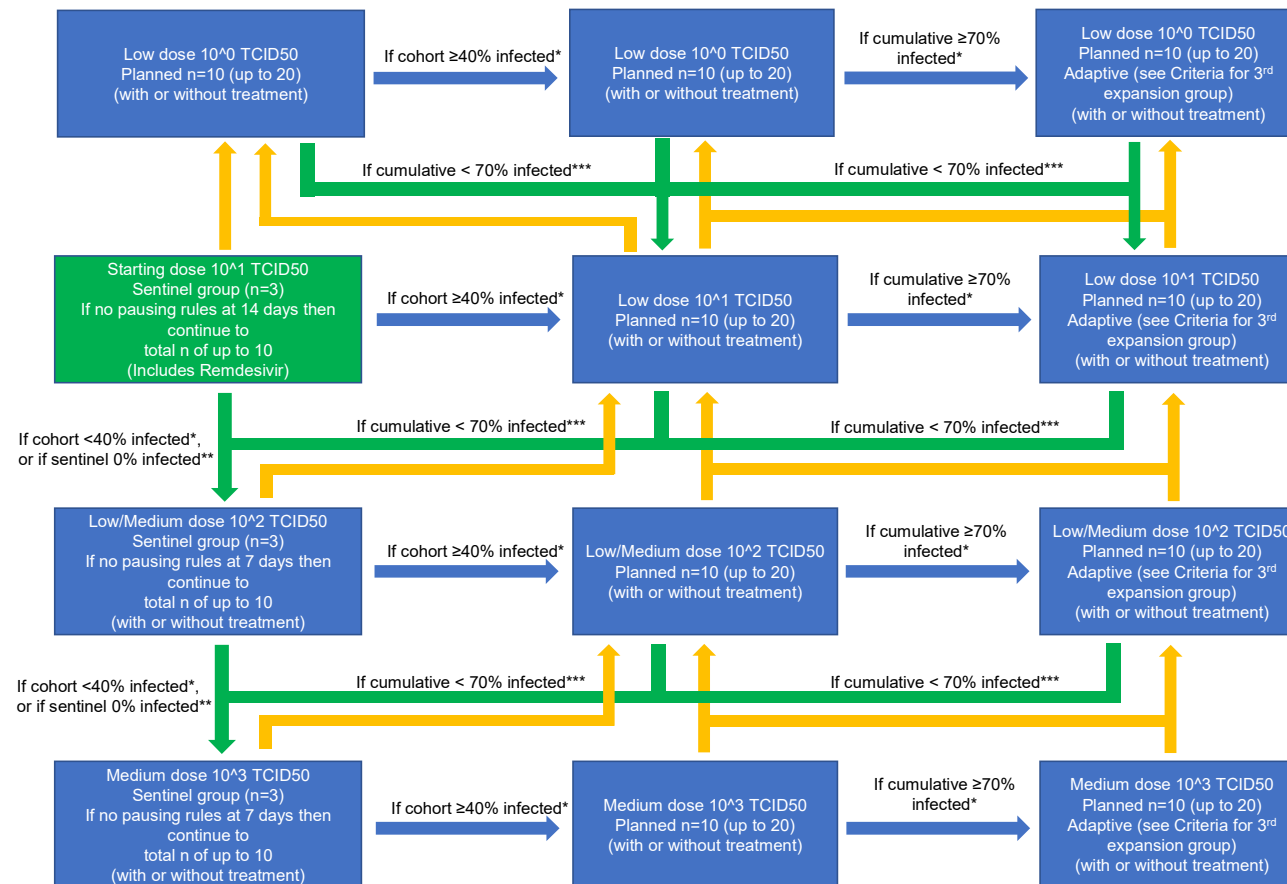 Low dose 10^0 TCID50
Planned n=10 (up to 20)
(with or without treatment)
If cohort ≥40% infected*
Low dose 10^0 TCID50
Planned n=10 (up to 20)
(with or without treatment)
If cumulative ≥70%
infected*
Low dose 10^0 TCID50
Planned n=10 (up to 20)
Adaptive (see Criteria for 3rd
expansion group)
(with or without treatment)
If cumulative < 70% infected***
If cumulative < 70% infected***
Starting dose 10^1 TCID50
Sentinel group (n=3)
If no pausing rules at 14 days then
continue to
total n of up to 10
(Includes Remdesivir)
If cohort ≥40% infected*
Low dose 10^1 TCID50
Planned n=10 (up to 20)
(with or without treatment)
If cumulative ≥70%
infected*
Low dose 10^1 TCID50
Planned n=10 (up to 20)
Adaptive (see Criteria for 3rd
expansion group)
(with or without treatment)
If cohort <40% infected*,
or if sentinel 0% infected**
If cumulative < 70% infected***
If cumulative < 70% infected***
Low/Medium dose 10^2 TCID50
Sentinel group (n=3)
If no pausing rules at 7 days then
continue to
total n of up to 10
(with or without treatment)
If cohort ≥40% infected*
Low/Medium dose 10^2 TCID50
Planned n=10 (up to 20)
(with or without treatment)
If cumulative ≥70%
infected*
Low/Medium dose 10^2 TCID50
Planned n=10 (up to 20)
Adaptive (see Criteria for 3rd
expansion group)
(with or without treatment)
If cohort <40% infected*,
or if sentinel 0% infected**
If cumulative < 70% infected***
If cumulative < 70% infected***
Medium dose 10^3 TCID50
Sentinel group (n=3)
If no pausing rules at 7 days then
continue to
total n of up to 10
(with or without treatment)
If cohort ≥40% infected*
Medium dose 10^3 TCID50
Planned n=10 (up to 20)
(with or without treatment)
If cumulative ≥70%
infected*
Medium dose 10^3 TCID50
Planned n=10 (up to 20)
Adaptive (see Criteria for 3rd
expansion group)
(with or without treatment)